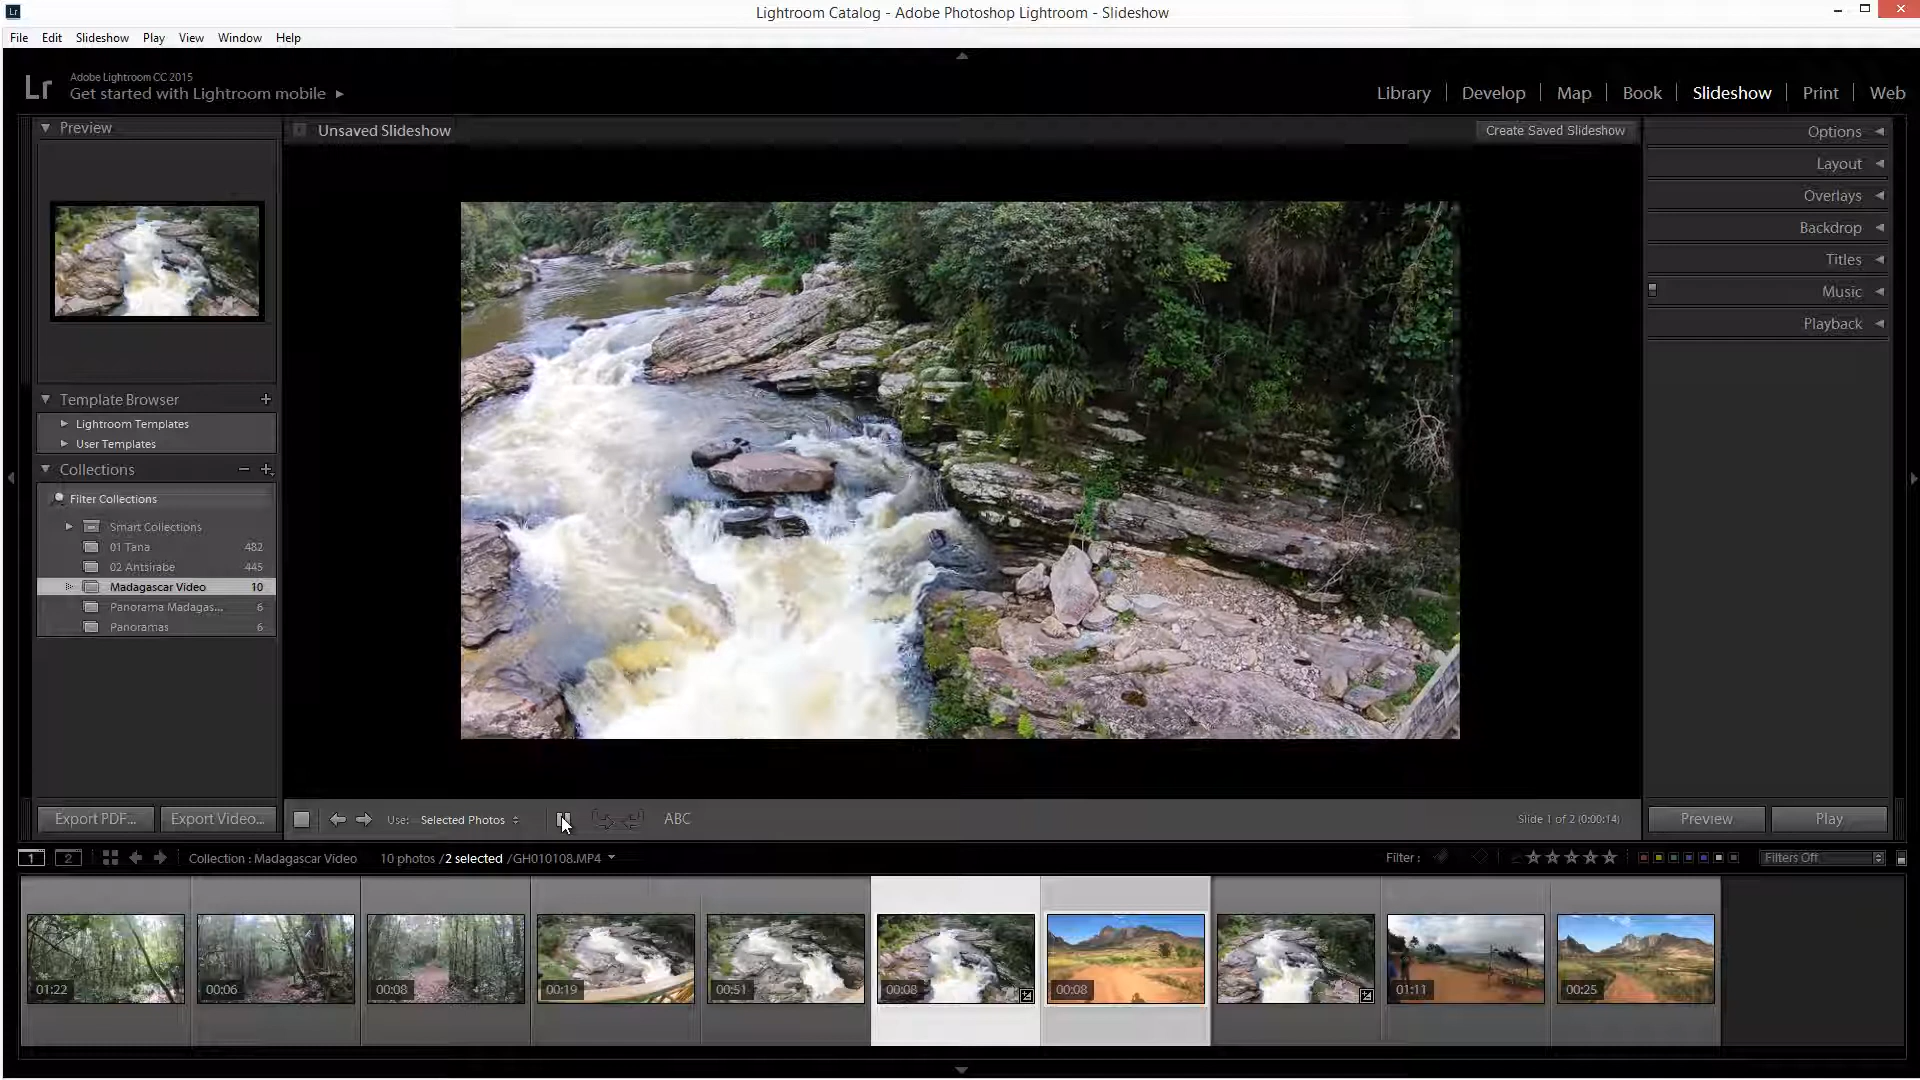 Lr
Lightroom Catalog - Adobe Photoshop Lightroom - Slideshow
File Edit Slideshow Play View Window Help
Lr
Adobe Lightroom CC 2015
Get started with Lightroom mobile
Library Develop Map Book Slideshow Print Web
Preview
Unsaved Slideshow
Create Saved Slideshow
Options
Layout
Overlays
Backdrop
Titles
Music
Playback
Template Browser
Lightroom Templates
User Templates
Collections
Filter Collections
Smart Collections
01 Tana 482
02 Antsirabe 445
Madagascar Video 10
Panorama Madagas... 6
Panoramas 6
Export PDF... Export Video...
Use: Selected Photos
ABC
Slide 1 of 2 (0:00:14)
Preview Play
1 2
Collection : Madagascar Video 10 photos / 2 selected / GH010108.MP4
Filter : Filters Off
01:22 00:06 00:08 00:19 00:51 00:08 00:08 01:11 00:25